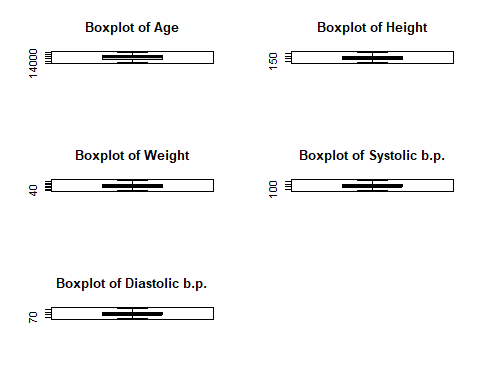 Boxplot of Age
14000
Boxplot of Height
150
Boxplot of Weight
40
Boxplot of Systolic b.p.
100
Boxplot of Diastolic b.p.
70